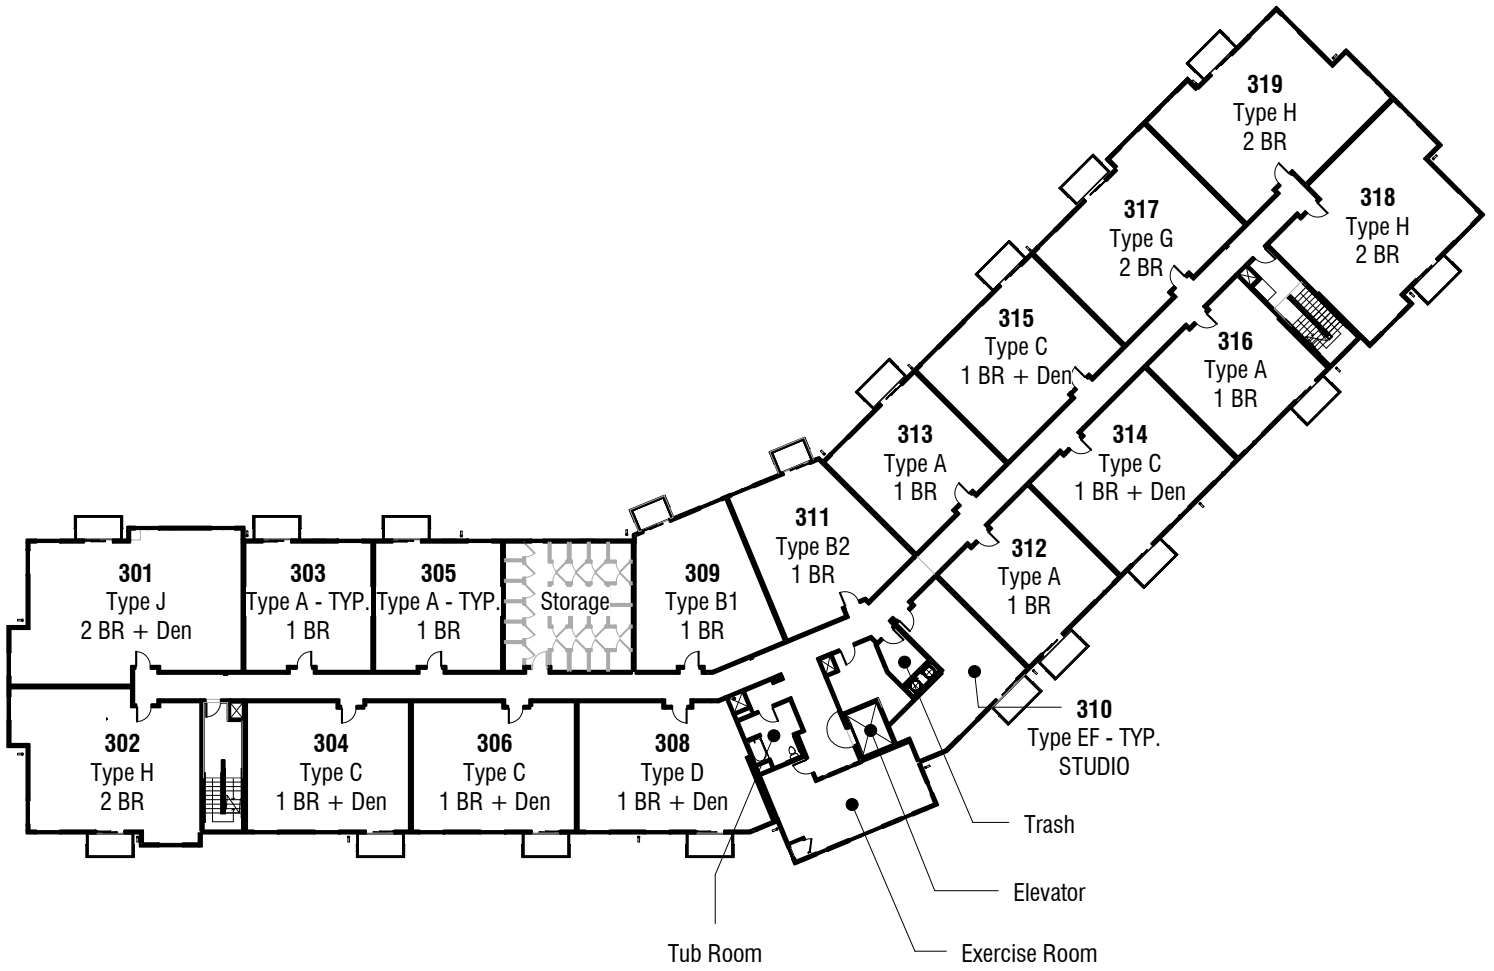 319
Type H
2 BR
318
Type H
2 BR
317
Type G
2 BR
315
Type C
1 BR + Den
316
Type A
1 BR
313
Type A
1 BR
314
Type C
1 BR + Den
311
Type B2
1 BR
312
Type A
1 BR
301
Type J
2 BR + Den
303
Type A - TYP.
1 BR
305
Type A - TYP.
1 BR
Storage
309
Type B1
1 BR
310
Type EF - TYP.
STUDIO
302
Type H
2 BR
304
Type C
1 BR + Den
306
Type C
1 BR + Den
308
Type D
1 BR + Den
Trash
Elevator
Tub Room
Exercise Room